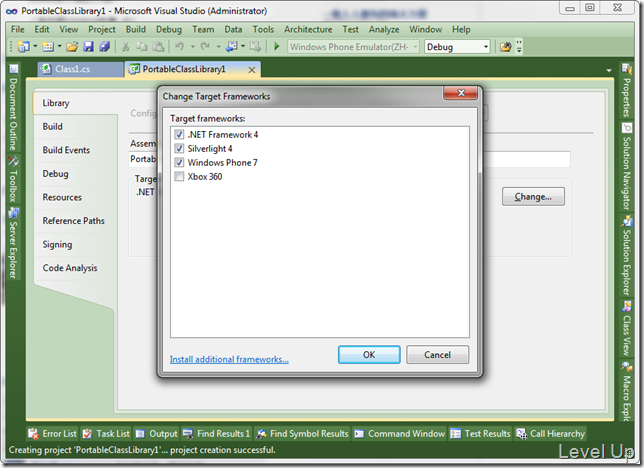 PortableClassLibrary1 - Microsoft Visual Studio (Administrator)
File Edit View Project Build Debug Team Data Tools Architecture Test Analyze Window Help
Windows Phone Emulator(ZH- Debug
Class1.cs PortableClassLibrary1
Change Target Frameworks
Target frameworks:
.NET Framework 4
Silverlight 4
Windows Phone 7
Xbox 360
Install additional frameworks...
OK Cancel
Library
Build
Build Events
Debug
Resources
Reference Paths
Signing
Code Analysis
Config
Assem
Portab
Targe
.NET
Change...
Document Outline
Toolbox
Server Explorer
Properties
Solution Navigator
Solution Explorer
Class View
Macro Explo
Error List Task List Output Find Results 1 Find Symbol Results Command Window Test Results Call Hierarchy
Creating project 'PortableClassLibrary1'... project creation successful.
Level Up